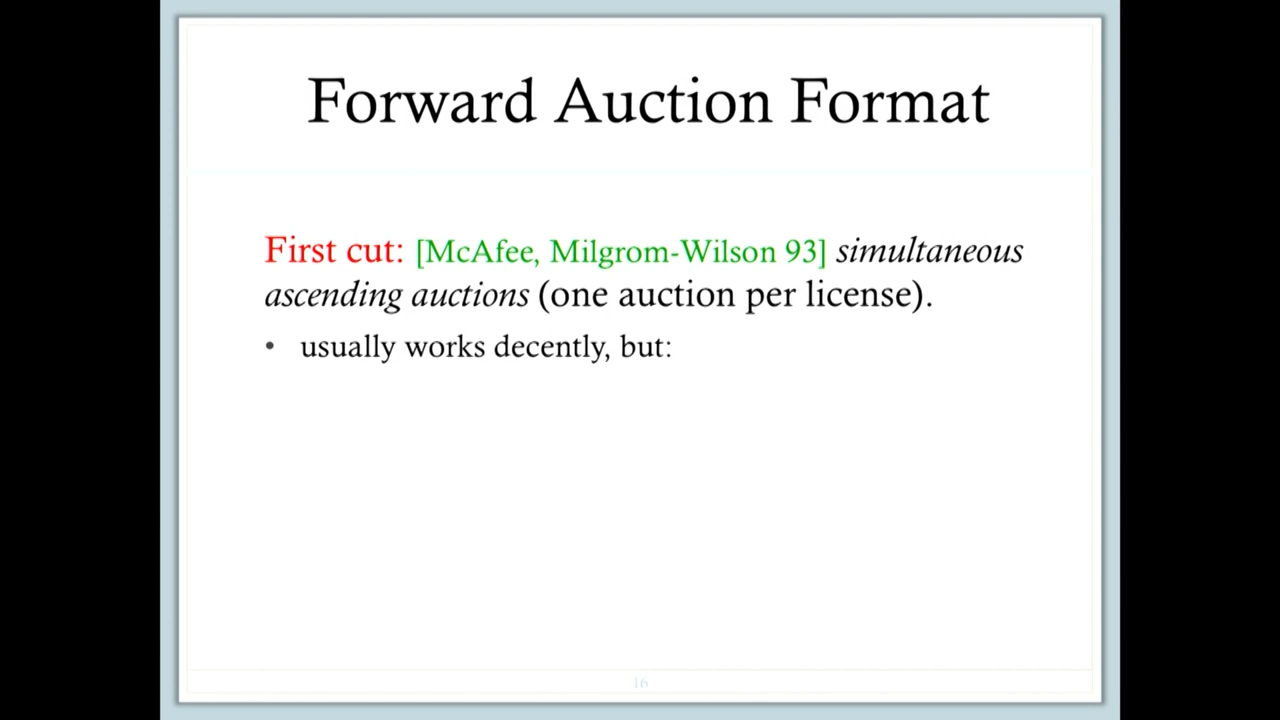 Forward Auction Format
First cut: [McAfee, Milgrom-Wilson 93] simultaneous
ascending auctions (one auction per license).
• usually works decently, but:
16